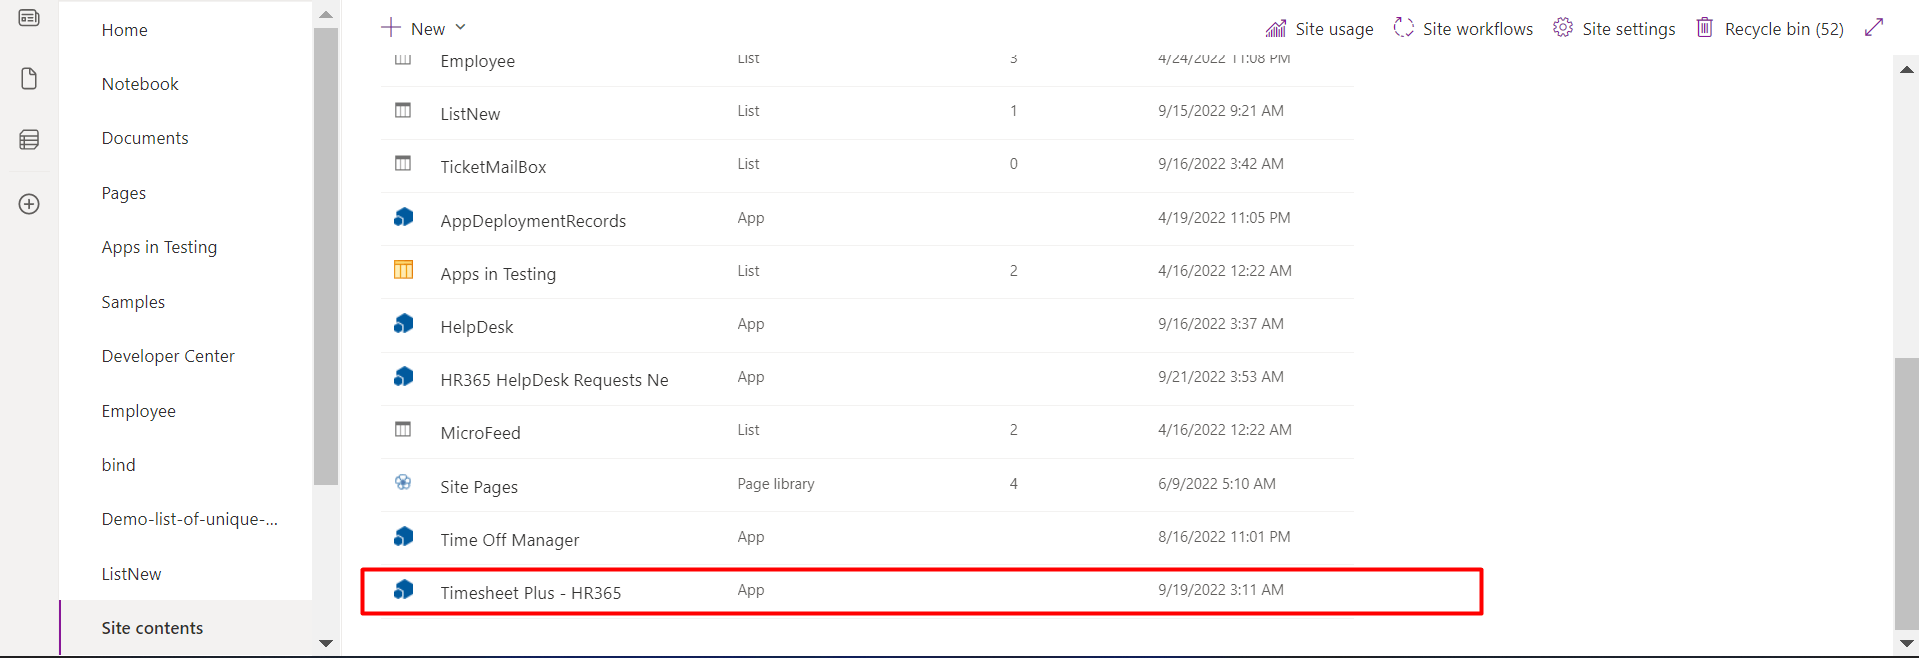 Home
Notebook
Documents
Pages
Apps in Testing
Samples
Developer Center
Employee
bind
Demo-list-of-unique-...
ListNew
Site contents
New
Site usage
Site workflows
Site settings
Recycle bin (52)
Employee List 3 4/24/2022 11:08 PM
ListNew List 1 9/15/2022 9:21 AM
TicketMailBox List 0 9/16/2022 3:42 AM
AppDeploymentRecords App 4/19/2022 11:05 PM
Apps in Testing List 2 4/16/2022 12:22 AM
HelpDesk App 9/16/2022 3:37 AM
HR365 HelpDesk Requests Ne App 9/21/2022 3:53 AM
MicroFeed List 2 4/16/2022 12:22 AM
Site Pages Page library 4 6/9/2022 5:10 AM
Time Off Manager App 8/16/2022 11:01 PM
Timesheet Plus - HR365 App 9/19/2022 3:11 AM